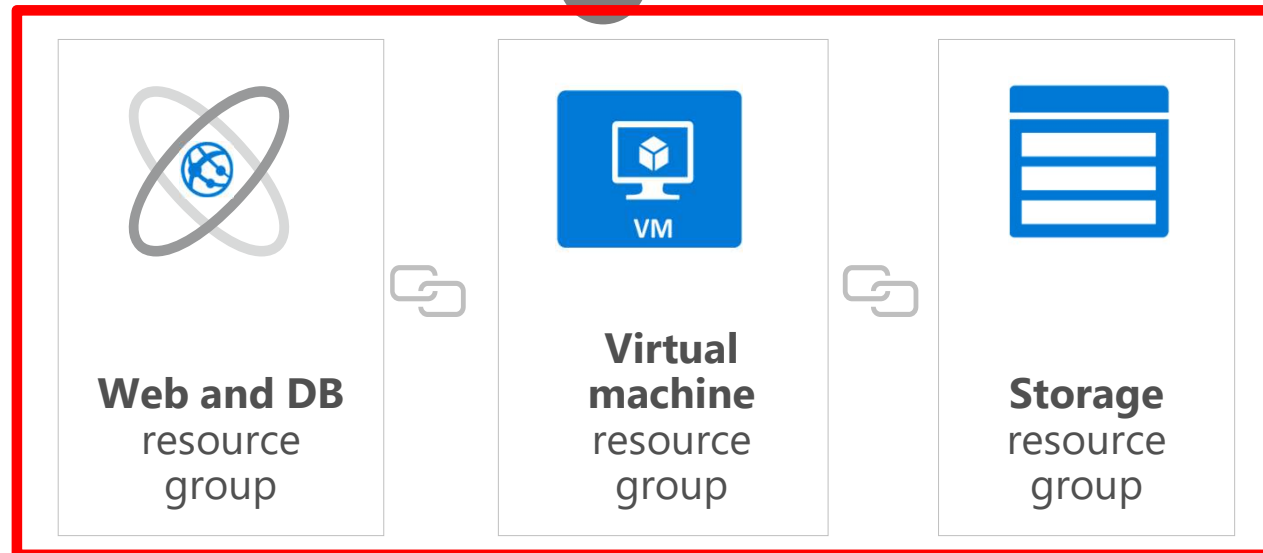 Web and DB
resource
group
VM
Virtual
machine
resource
group
Storage
resource
group